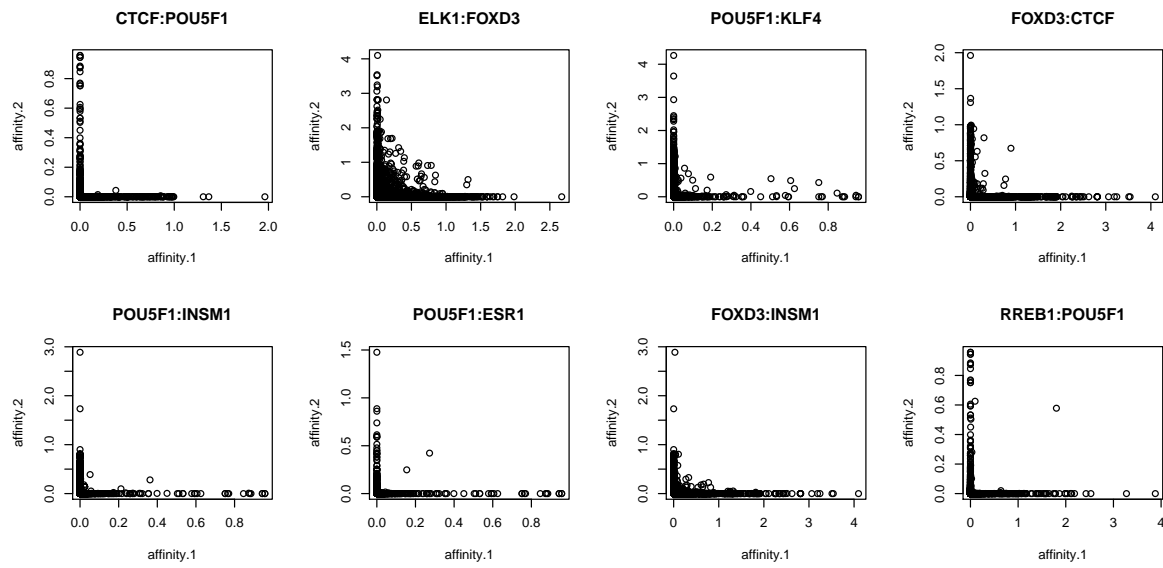 CTCF:POU5F1
ELK1:FOXD3
POU5F1:KLF4
FOXD3:CTCF
affinity.2
0.0 0.2 0.4 0.6 0.8
0.0 0.5 1.0 1.5 2.0
affinity.1
affinity.2
0 1 2 3 4
0.0 0.5 1.0 1.5 2.0 2.5
affinity.1
affinity.2
0 1 2 3 4
0.0 0.2 0.4 0.6 0.8
affinity.1
affinity.2
0.0 0.5 1.0 1.5 2.0
0 1 2 3 4
affinity.1
POU5F1:INSM1
POU5F1:ESR1
FOXD3:INSM1
RREB1:POU5F1
affinity.2
0.0 1.0 2.0 3.0
0.0 0.2 0.4 0.6 0.8
affinity.1
affinity.2
0.0 0.5 1.0 1.5
0.0 0.2 0.4 0.6 0.8
affinity.1
affinity.2
0.0 1.0 2.0 3.0
0 1 2 3 4
affinity.1
affinity.2
0.0 0.2 0.4 0.6 0.8
0 1 2 3 4
affinity.1